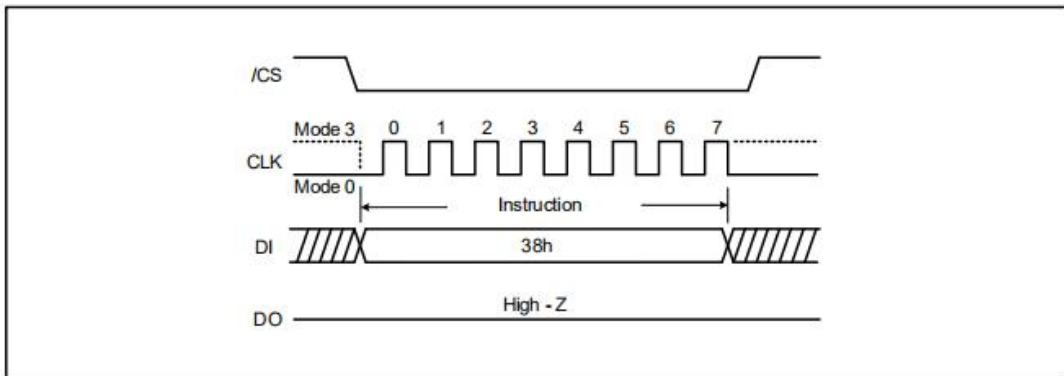 /CS
Mode 3 0 1 2 3 4 5 6 7
CLK
Mode 0
Instruction
DI 38h
High - Z
DO